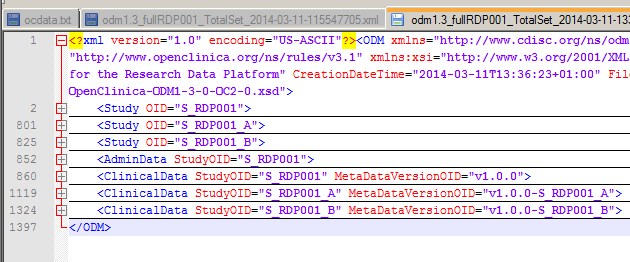 ocdata.txt odm1.3_fullRDP001_TotalSet_2014-03-11-115547705.xml odm1.3_fullRDP001_TotalSet_2014-03-11-133
1 <?xml version="1.0" encoding="US-ASCII"?><ODM xmlns="http://www.cdisc.org/ns/odm
"http://www.openclinica.org/ns/rules/v3.1" xmlns:xsi="http://www.w3.org/2001/XML
for the Research Data Platform" CreationDateTime="2014-03-11T13:36:23+01:00" File
OpenClinica-ODM1-3-0-OC2-0.xsd">
2 <Study OID="S_RDP001">
801 <Study OID="S_RDP001_A">
825 <Study OID="S_RDP001_B">
852 <AdminData StudyOID="S_RDP001">
860 <ClinicalData StudyOID="S_RDP001" MetaDataVersionOID="v1.0.0">
1119 <ClinicalData StudyOID="S_RDP001_A" MetaDataVersionOID="v1.0.0-S_RDP001_A">
1324 <ClinicalData StudyOID="S_RDP001_B" MetaDataVersionOID="v1.0.0-S_RDP001_B">
1397 </ODM>